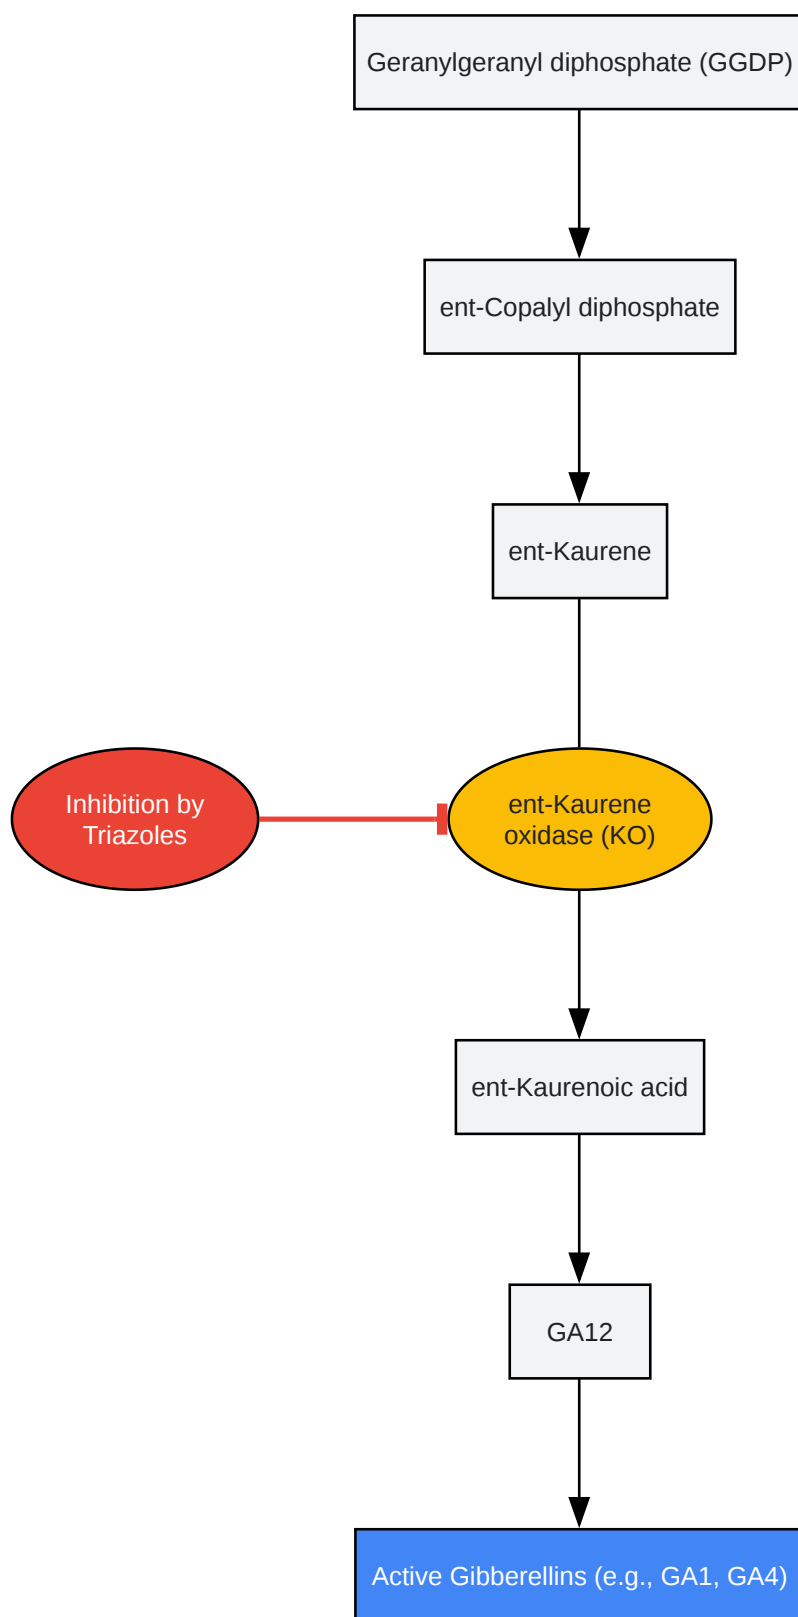 Geranylgeranyl diphosphate (GGDP)
ent-Copalyl diphosphate
ent-Kaurene
Inhibition by
Triazoles
ent-Kaurene
oxidase (KO)
ent-Kaurenoic acid
GA12
Active Gibberellins (e.g., GA1, GA4)